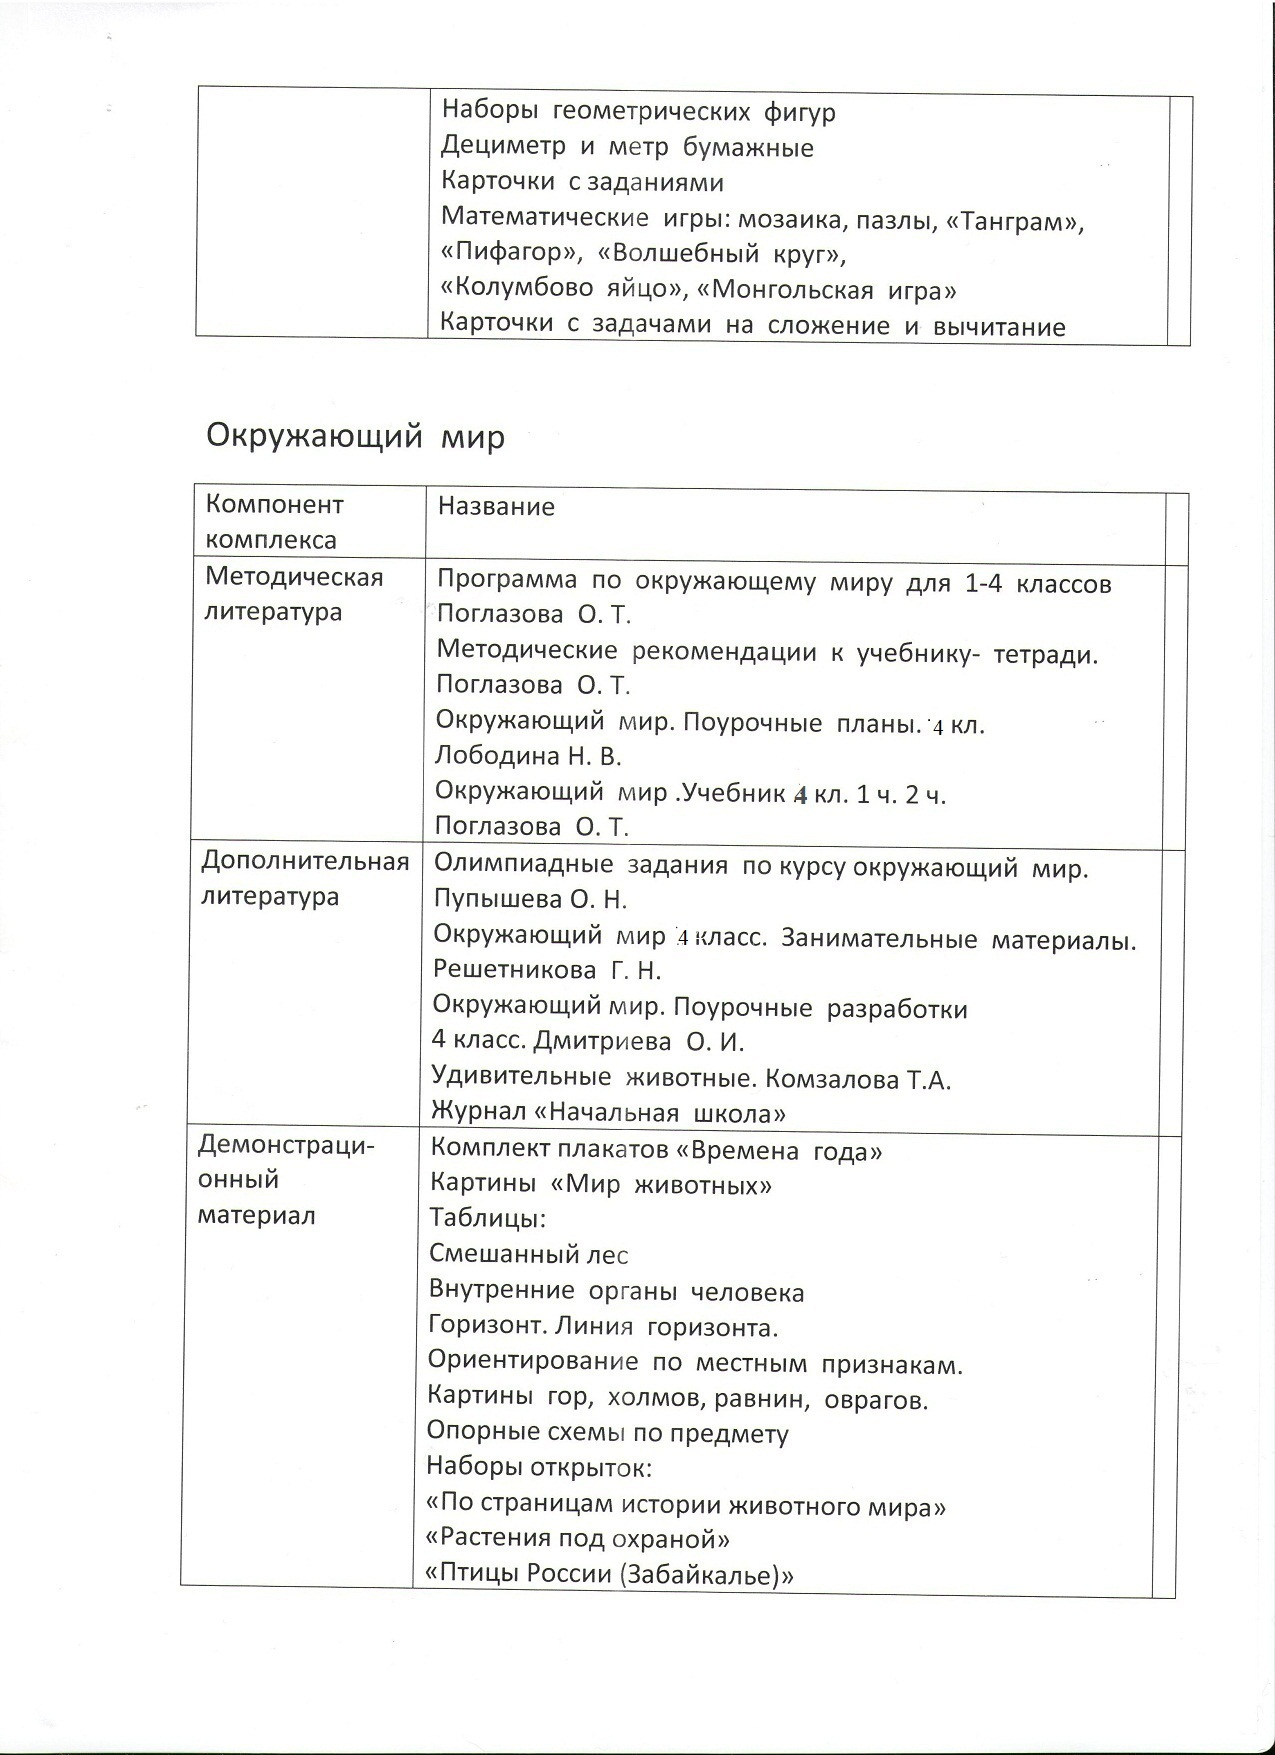 Наборы геометрических фигур
Дециметр и метр бумажные
Карточки с заданиями
Математические игры: мозаика, пазлы, «Танграм»,
«Пифагор», «Волшебный круг»,
«Колумбово яйцо», «Монгольская игра»
Карточки с задачами на сложение и вычитание
Окружающий мир
Компонент
комплекса
Название
Методическая
литература
Программа по окружающему миру для 1-4 классов
Поглазова О. Т.
Методические рекомендации к учебнику- тетради.
Поглазова О. Т.
Окружающий мир. Поурочные планы. 4 кл.
Лободина Н. В.
Окружающий мир .Учебник 4 кл. 1 ч. 2 ч.
Поглазова О. Т.
Дополнительная
литература
Олимпиадные задания по курсу окружающий мир.
Пупышева О. Н.
Окружающий мир 4 класс. Занимательные материалы.
Решетникова Г. Н.
Окружающий мир. Поурочные разработки
4 класс. Дмитриева О. И.
Удивительные животные. Комзалова Т.А.
Журнал «Начальная школа»
Демонстраци-
онный
материал
Комплект плакатов «Времена года»
Картины «Мир животных»
Таблицы:
Смешанный лес
Внутренние органы человека
Горизонт. Линия горизонта.
Ориентирование по местным признакам.
Картины гор, холмов, равнин, оврагов.
Опорные схемы по предмету
Наборы открыток:
«По страницам истории животного мира»
«Растения под охраной»
«Птицы России (Забайкалье)»